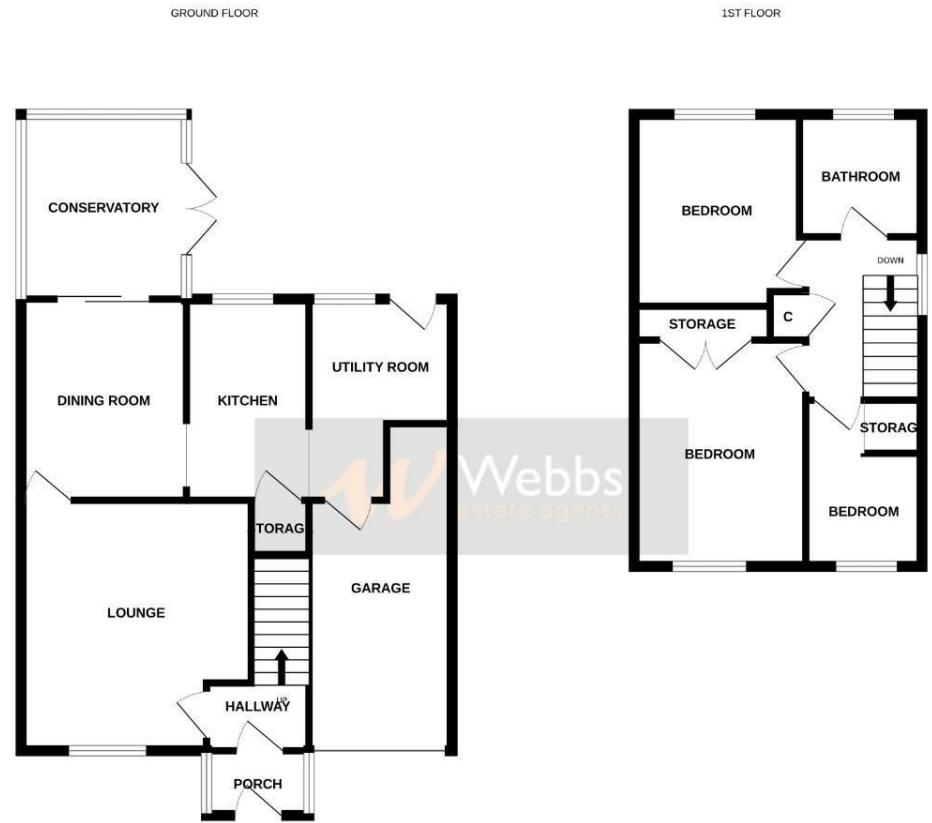 GROUND FLOOR
1ST FLOOR
CONSERVATORY
DINING ROOM
KITCHEN
UTILITY ROOM
TORAG
LOUNGE
GARAGE
UP
HALLWAY
PORCH
BEDROOM
BATHROOM
DOWN
C
STORAGE
STORAG
BEDROOM
BEDROOM
Webbs
estate agents